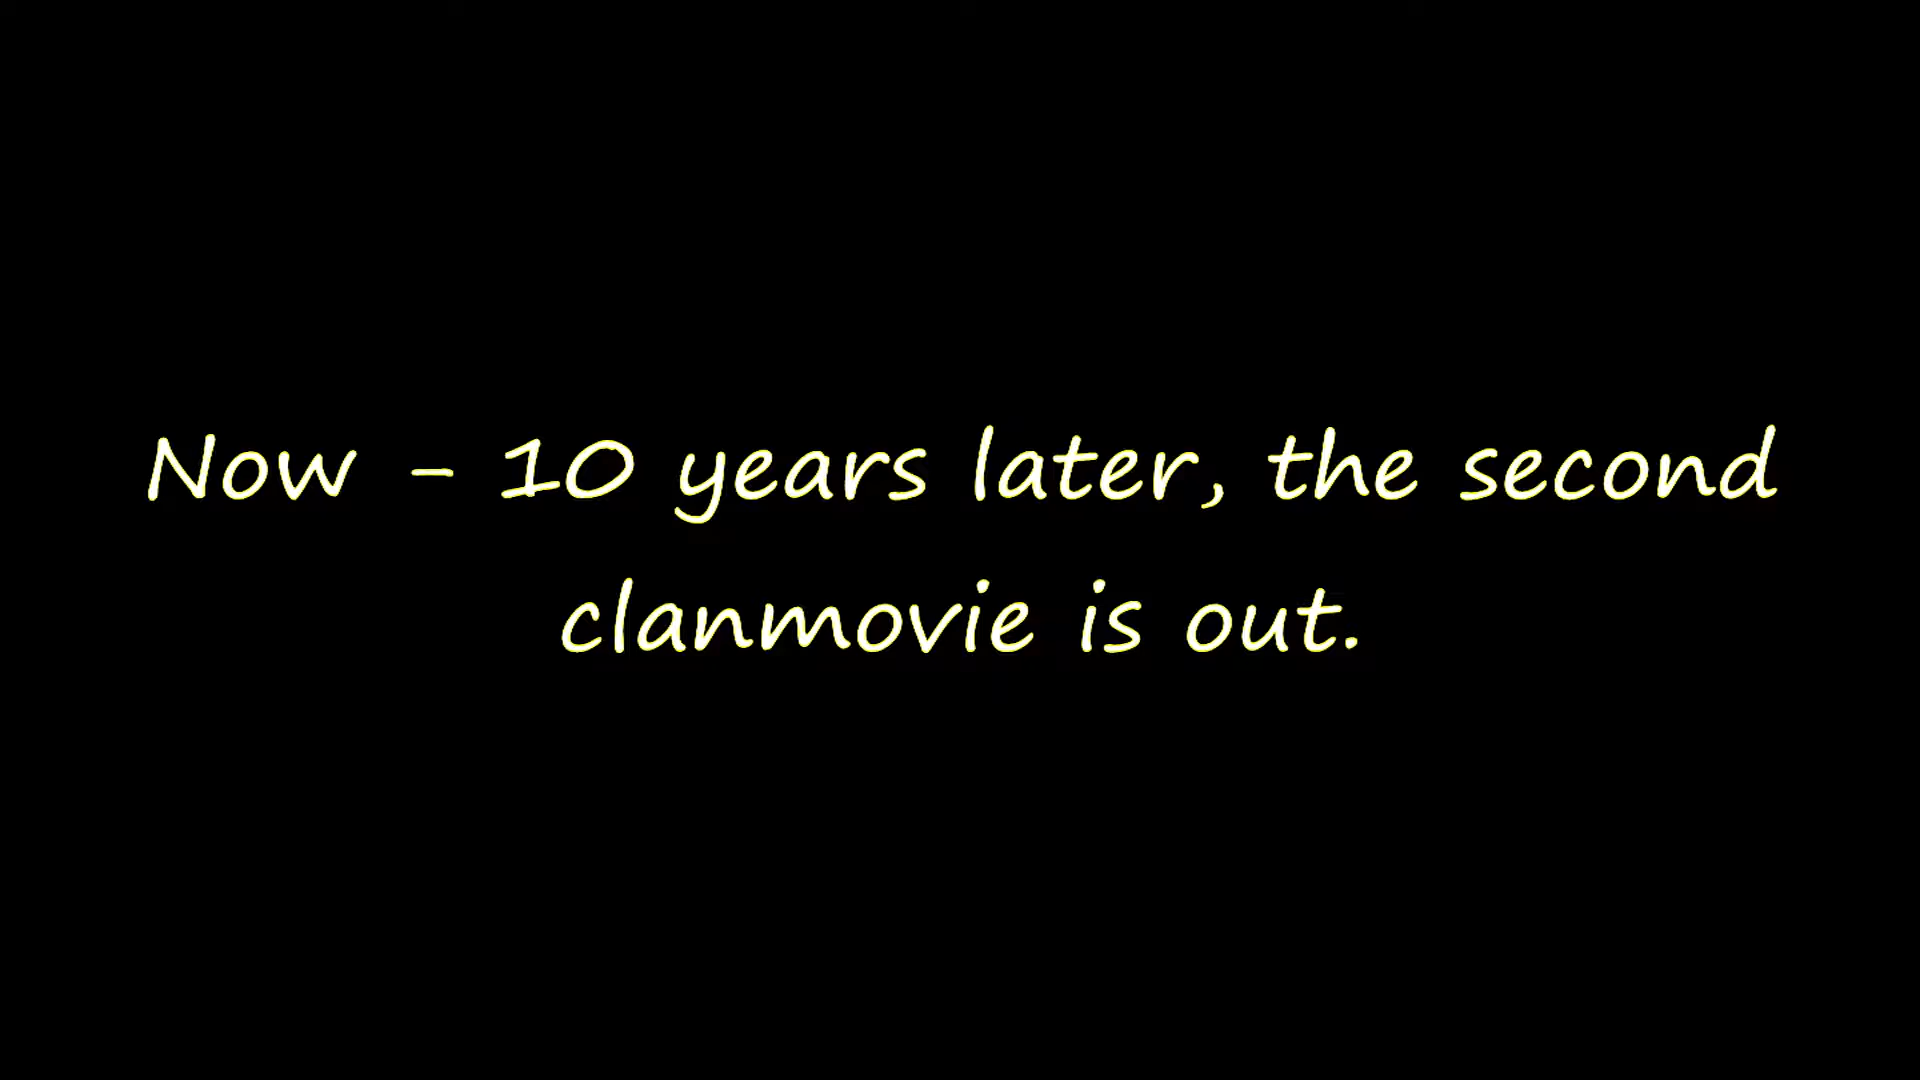 Now - 10 years later, the second
clanmovie is out.